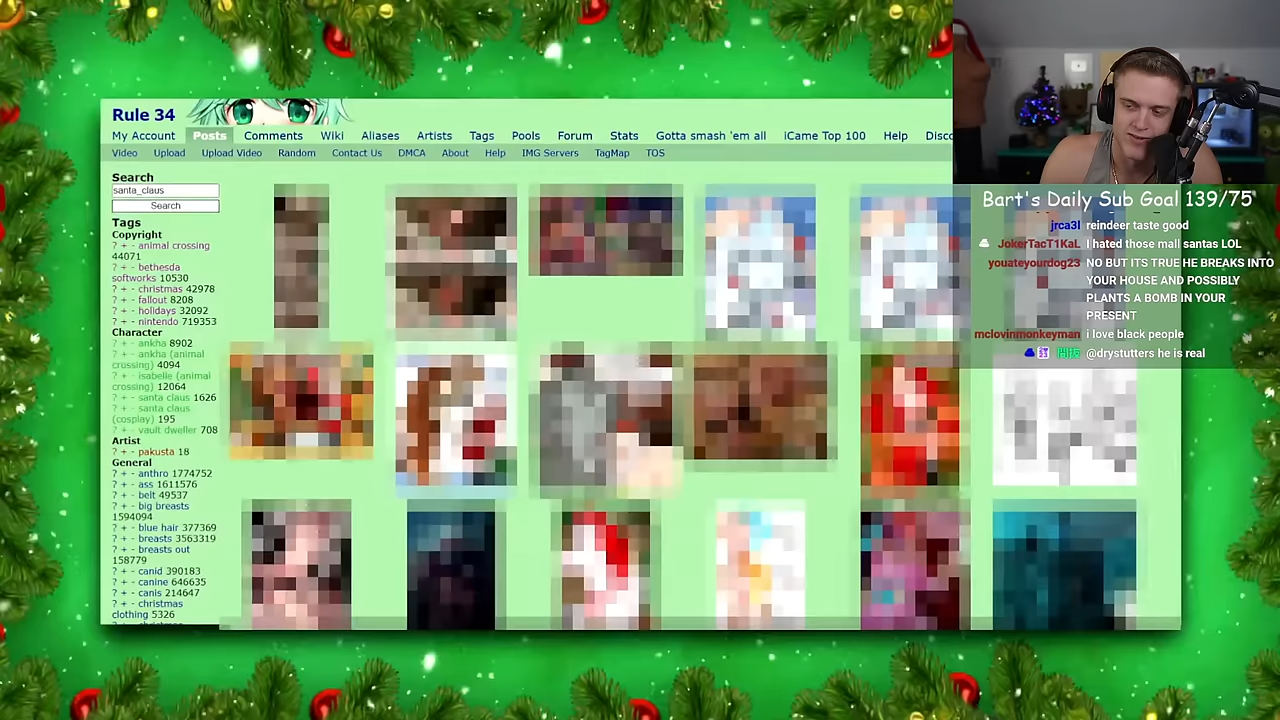 Rule 34
My Account Posts Comments Wiki Aliases Artists Tags Pools Forum Stats Gotta smash 'em all iCame Top 100 Help Disc
Video Upload Upload Video Random Contact Us DMCA About Help IMG Servers TagMap TOS
Search
santa_claus
Search
Tags
Copyright
? + - animal crossing
44071
? + - bethesda
softworks 10530
? + - christmas 42978
? + - fallout 8208
? + - holidays 32092
? + - nintendo 719353
Character
? + - ankha 8902
? + - ankha (animal
crossing) 4094
? + - isabelle (animal
crossing) 12064
? + - santa claus 1626
? + - santa claus
(cosplay) 195
? + - vault dweller 708
Artist
? + - pakusta 18
General
? + - anthro 1774752
? + - ass 1611576
? + - belt 49537
? + - big breasts
1594094
? + - blue hair 377369
? + - breasts 3563319
? + - breasts out
158779
? + - canid 390183
? + - canine 646635
? + - canis 214647
? + - christmas
clothing 5326
Bart's Daily Sub Goal 139/75
jrca3l reindeer taste good
JokerTacT1KaL I hated those mall santas LOL
youateyourdog23 NO BUT ITS TRUE HE BREAKS INTO
YOUR HOUSE AND POSSIBLY
PLANTS A BOMB IN YOUR
PRESENT
mclovinmonkeyman i love black people
@drystutters he is real